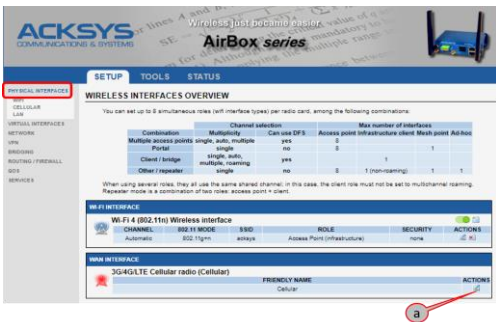 ACKSYS
COMMUNICATIONS & SYSTEMS
Wireless just became easier
AirBox series
SETUP TOOLS STATUS
PHYSICAL INTERFACES
WIFI
CELLULAR
LAN
VIRTUAL INTERFACES
NETWORK
VPN
BRIDGING
ROUTING / FIREWALL
QOS
SERVICES
WIRELESS INTERFACES OVERVIEW
You can set up to 8 simultaneous roles (wifi interface types) per radio card, among the following combinations:
Channel selection Max number of interfaces
Combination Multiplicity Can use DFS Access point Infrastructure client Mesh point Ad-hoc
Multiple access points single, auto, multiple yes 8
Portal single no 8 1
Client / bridge single, auto, multiple, roaming yes 1
Other / repeater single no 8 1 (non-roaming) 1 1
When using several roles, they all use the same shared channel; in this case, the client role must not be set to multichannel roaming.
Repeater mode is a combination of two roles: access point + client.
WI-FI INTERFACE
Wi-Fi 4 (802.11n) Wireless interface
CHANNEL 802.11 MODE SSID ROLE SECURITY ACTIONS
Automatic 802.11g+n acksys Access Point (infrastructure) none
WAN INTERFACE
3G/4G/LTE Cellular radio (Cellular)
FRIENDLY NAME ACTIONS
Cellular
a